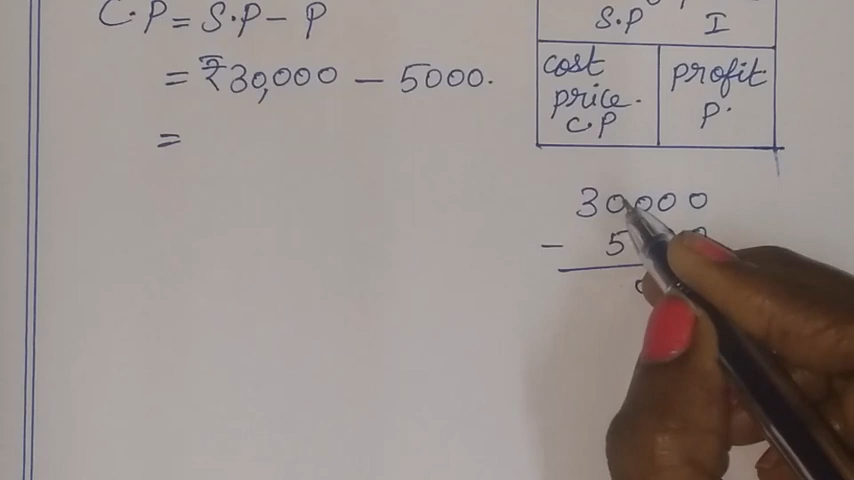 C.P = S.P - P
= ₹30,000 - 5000.
=
S.P I
cost price. C.P
profit. P.
30000
- 5